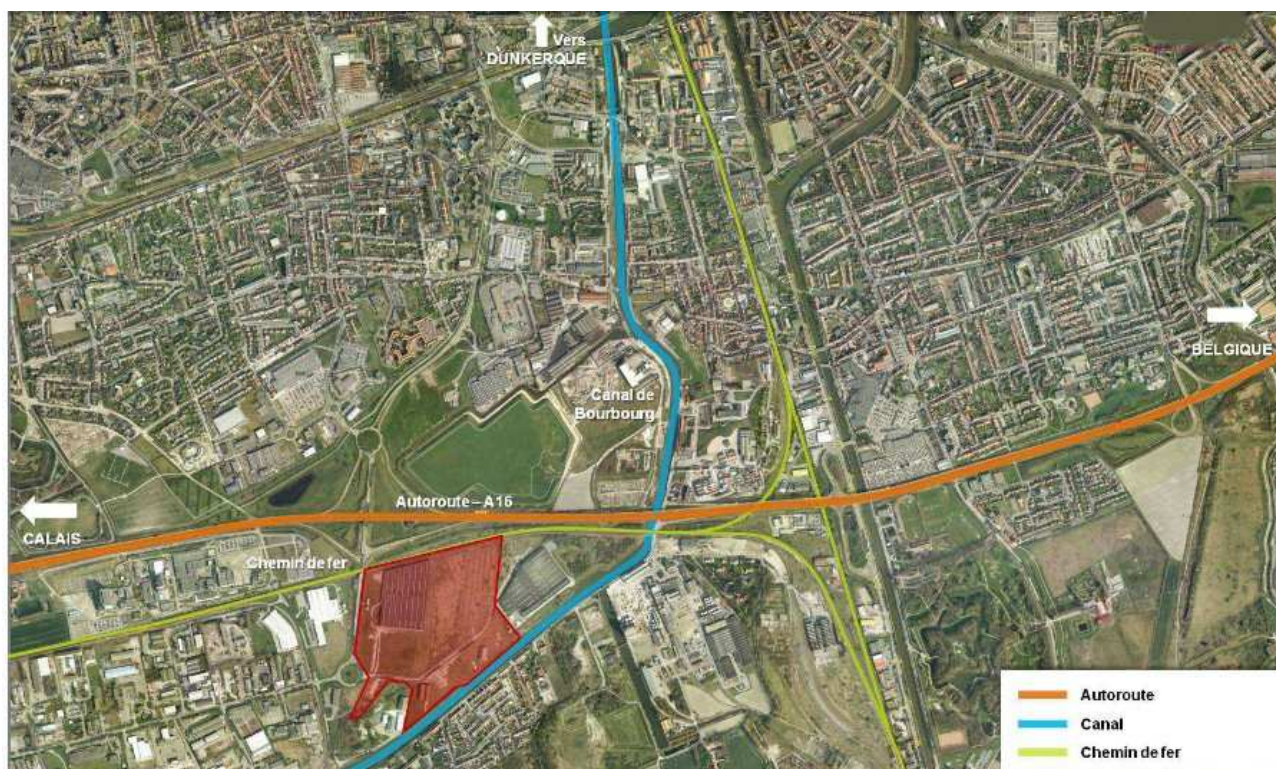 Vers
DUNKERQUE
BELGIQUE
Canal de
Bourbourg
Autoroute – A16
CALAIS
Chemin de fer
Autoroute
Canal
Chemin de fer